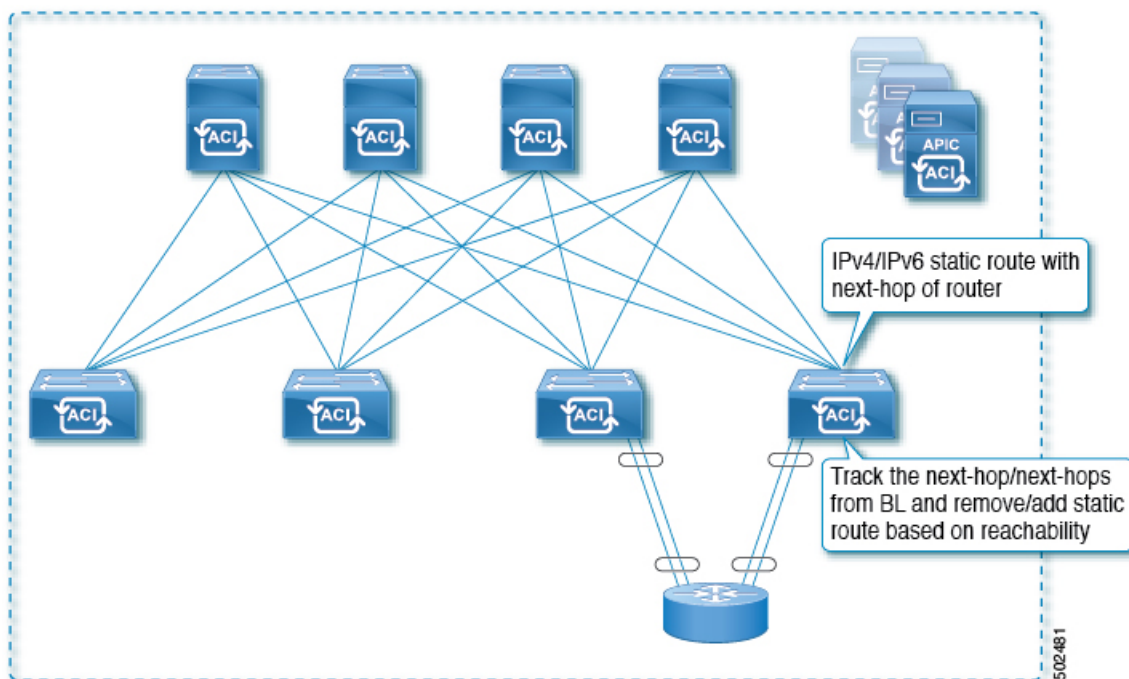 ACI
ACI
ACI
ACI
APIC
ACI
IPv4/IPv6 static route with
next-hop of router
ACI
ACI
ACI
ACI
Track the next-hop/next-hops
from BL and remove/add static
route based on reachability
502481